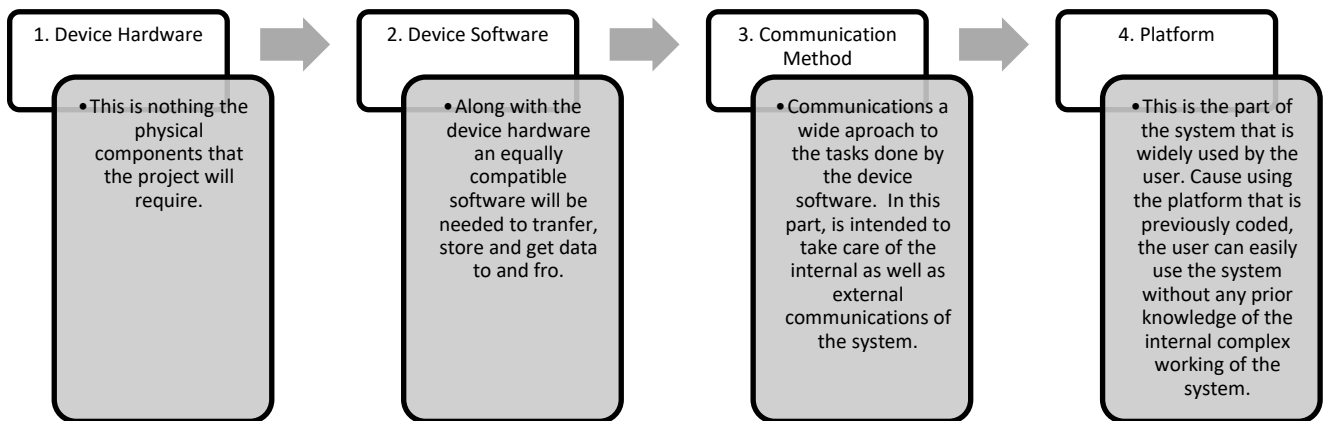 1. Device Hardware
•This is nothing the
physical
components that
the project will
require.
2. Device Software
•Along with the
device hardware
an equally
compatible
software will be
needed to tranfer,
store and get data
to and fro.
3. Communication
Method
•Communications a
wide aproach to
the tasks done by
the device
software.  In this
part, is intended to
take care of the
internal as well as
external
communications of
the system.
4. Platform
•This is the part of
the system that is
widely used by the
user. Cause using
the platform that is
previously coded,
the user can easily
use the system
without any prior
knowledge of the
internal complex
working of the
system.